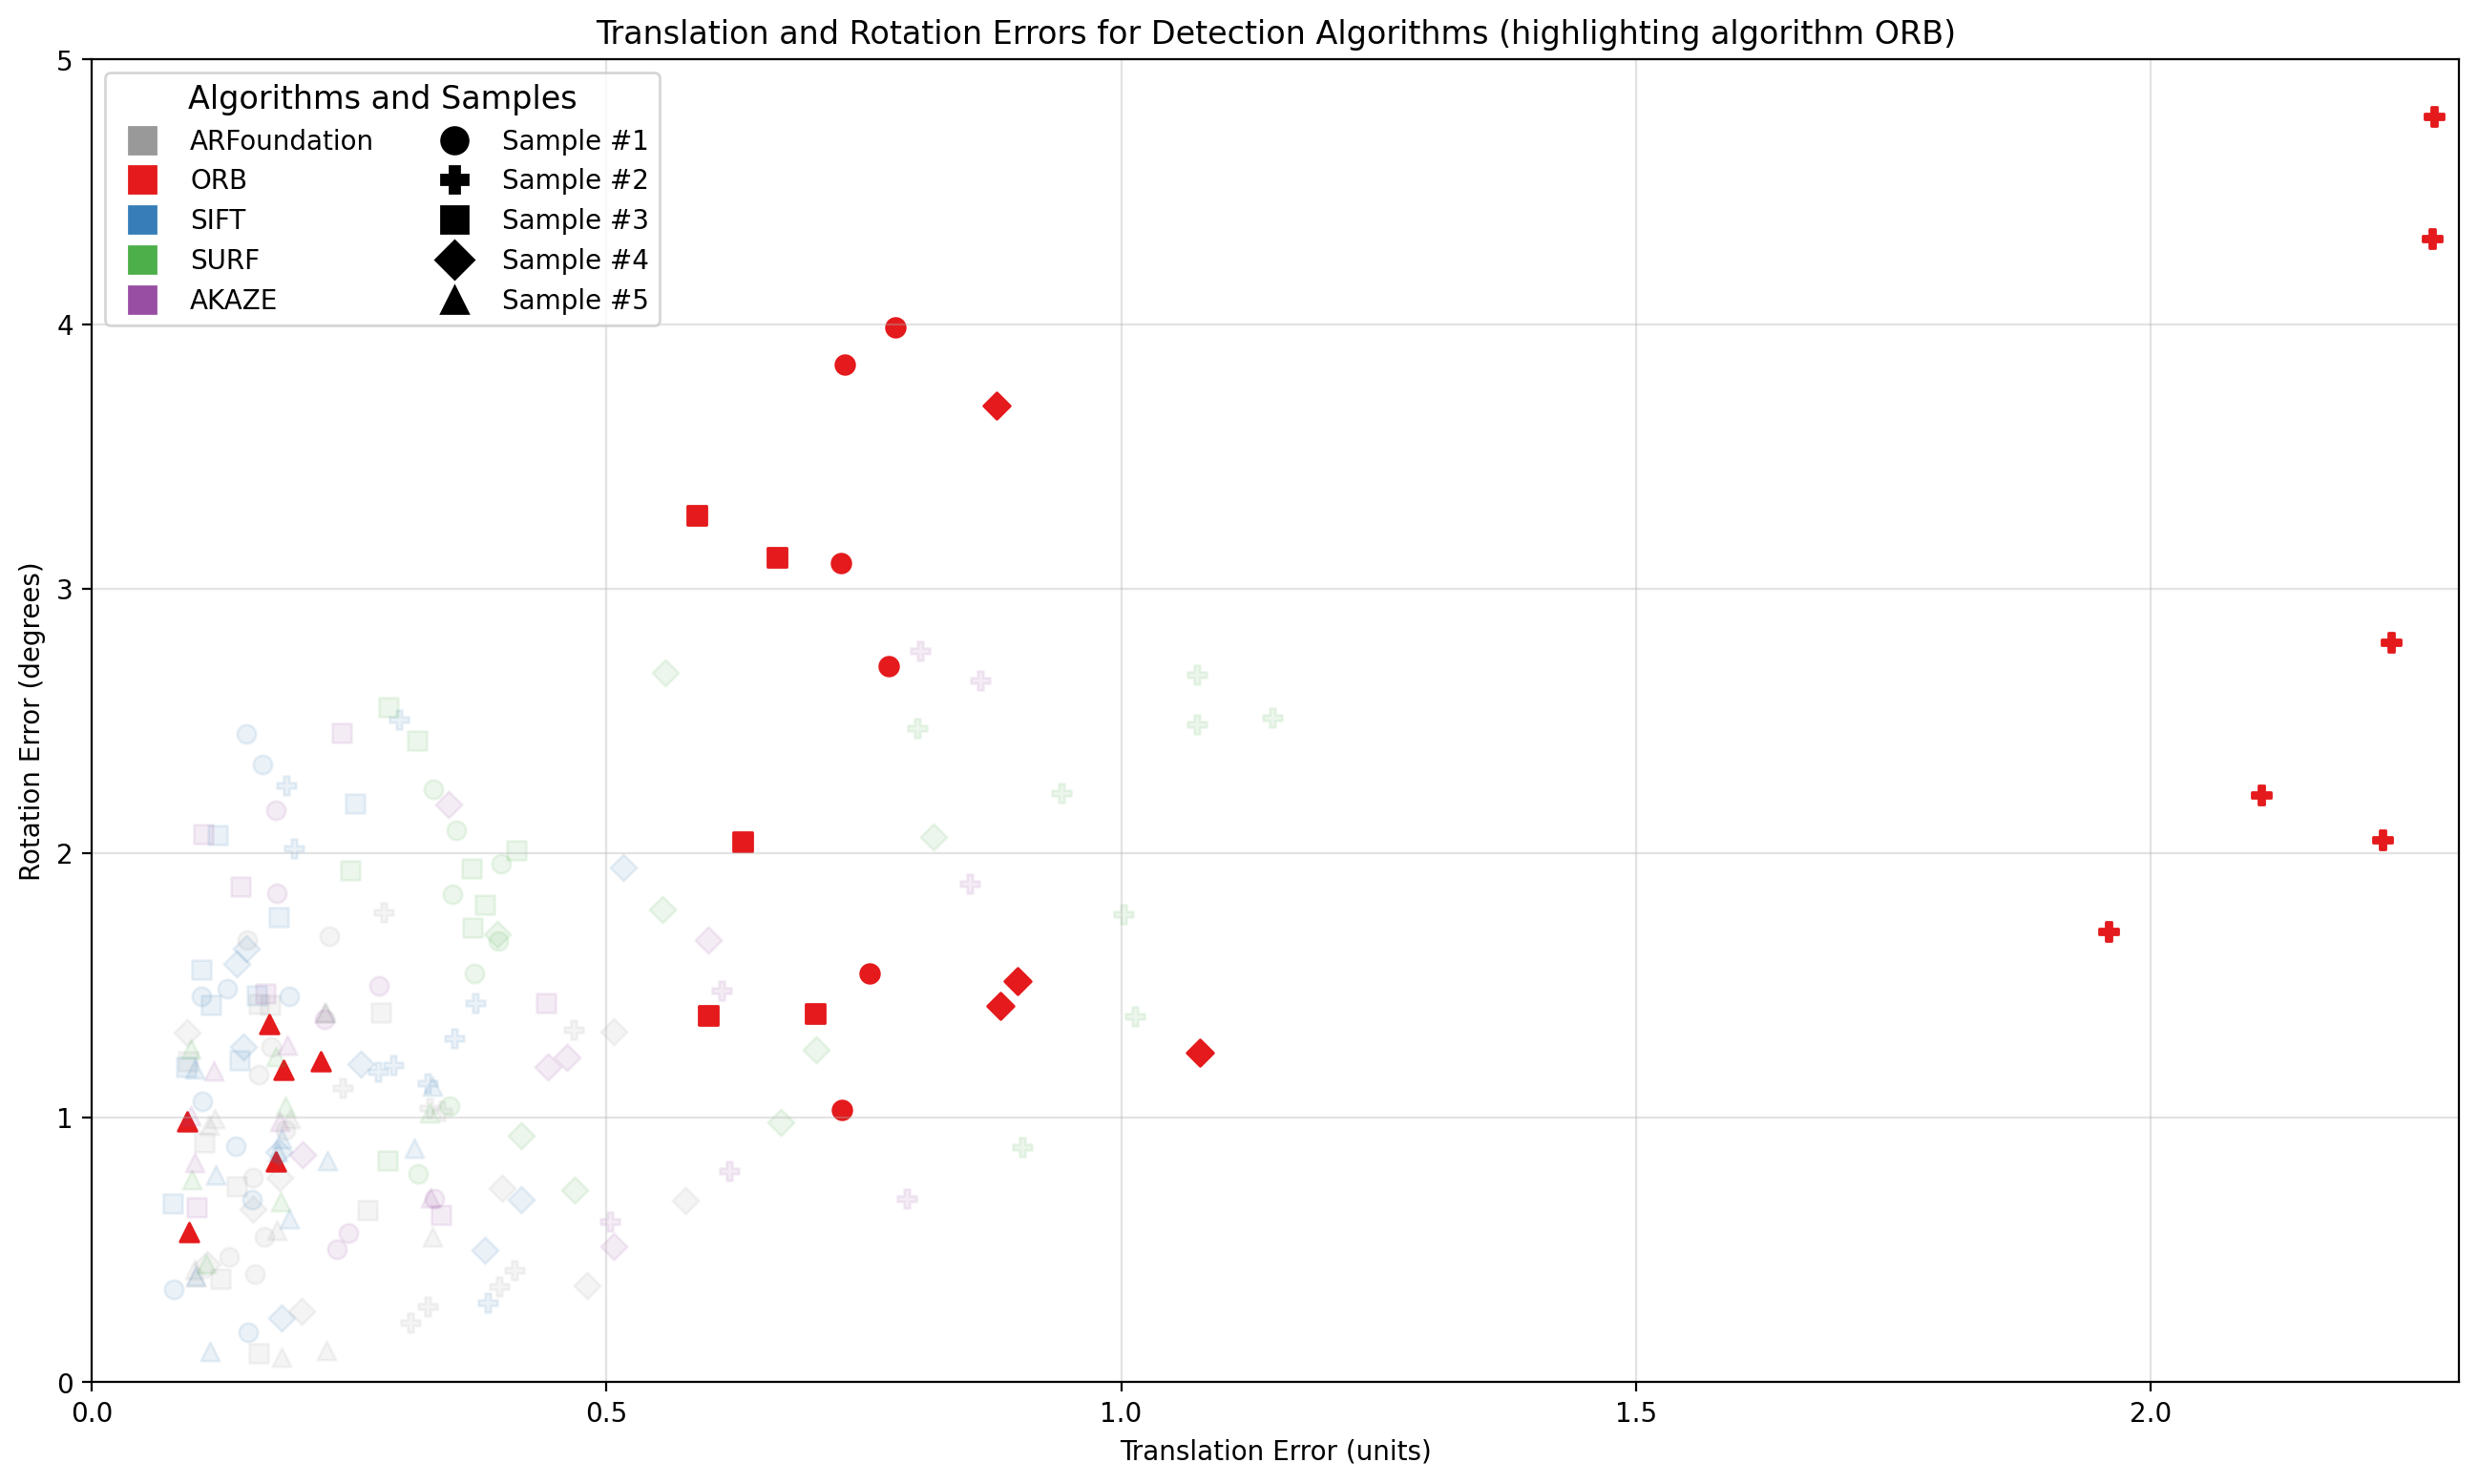 Translation and Rotation Errors for Detection Algorithms (highlighting algorithm ORB)
Algorithms and Samples
ARFoundation
ORB
SIFT
SURF
AKAZE
Sample #1
Sample #2
Sample #3
Sample #4
Sample #5
Rotation Error (degrees)
5
4
3
2
1
0
0.0 0.5 1.0 1.5 2.0
Translation Error (units)